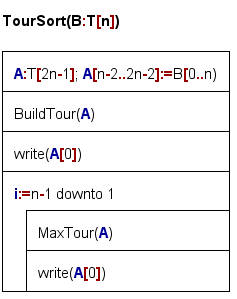 TourSort(B:T[n])
A:T[2n-1]; A[n-2..2n-2]:=B[0..n)
BuildTour(A)
write(A[0])
i:=n-1 downto 1
MaxTour(A)
write(A[0])